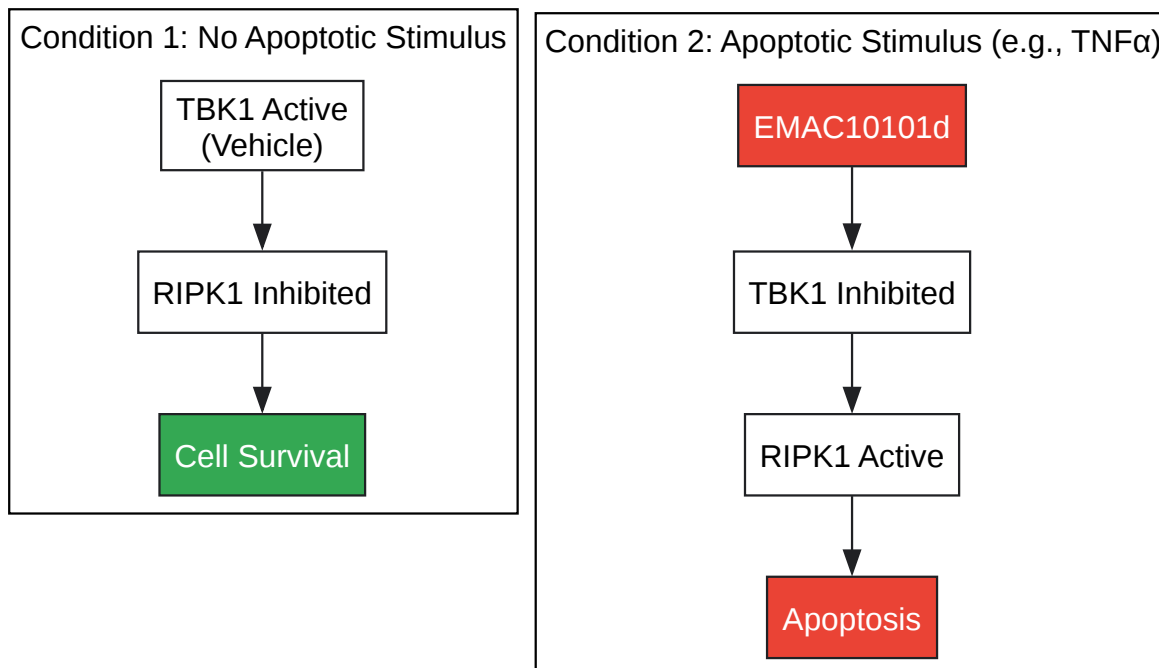 Condition 1: No Apoptotic Stimulus
TBK1 Active
(Vehicle)
RIPK1 Inhibited
Cell Survival
Condition 2: Apoptotic Stimulus (e.g., TNFα)
EMAC10101d
TBK1 Inhibited
RIPK1 Active
Apoptosis